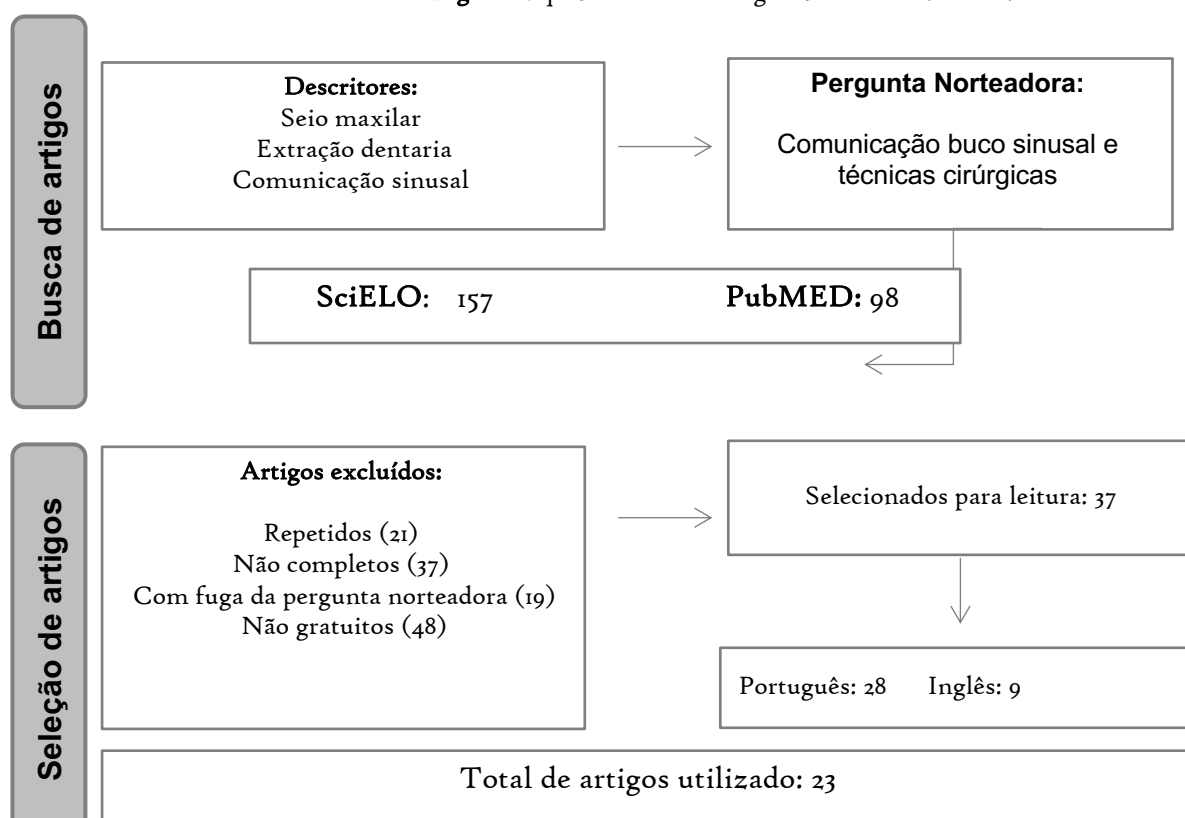 Busca de artigos
Descritores:
Seio maxilar
Extração dentaria
Comunicação sinusal
Pergunta Norteadora:
Comunicação buco sinusal e
técnicas cirúrgicas
SciELO: 157 PubMED: 98
Seleção de artigos
Artigos excluídos:
Repetidos (21)
Não completos (37)
Com fuga da pergunta norteadora (19)
Não gratuitos (48)
Selecionados para leitura: 37
Português: 28 Inglês: 9
Total de artigos utilizado: 23